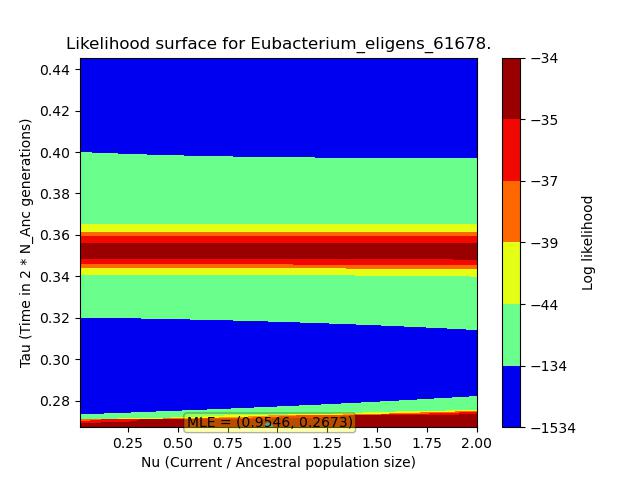 Likelihood surface for Eubacterium_eligens_61678.
Tau (Time in 2 * N_Anc generations)
0.44
0.42
0.40
0.38
0.36
0.34
0.32
0.30
0.28
MLE = (0.9546, 0.2673)
0.25 0.50 0.75 1.00 1.25 1.50 1.75 2.00
Nu (Current / Ancestral population size)
−34
−35
−37
−39
−44
−134
−1534
Log likelihood